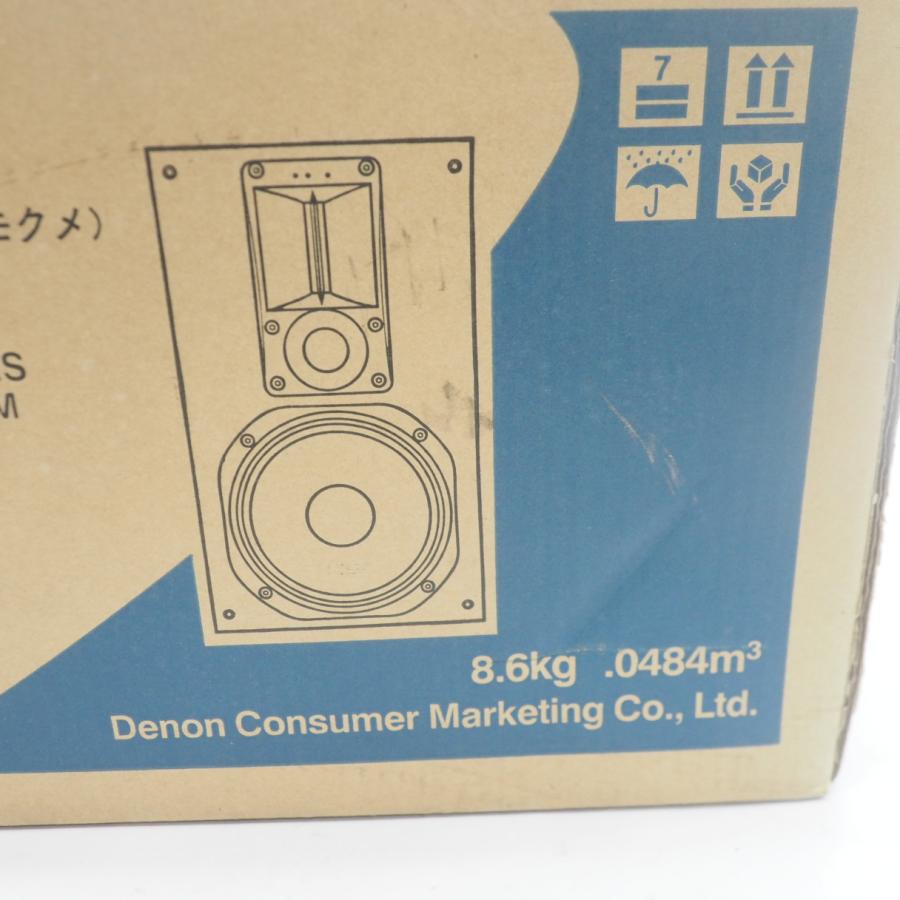 7
モクメ)
S
M
8.6kg .0484m³
Denon Consumer Marketing Co., Ltd.